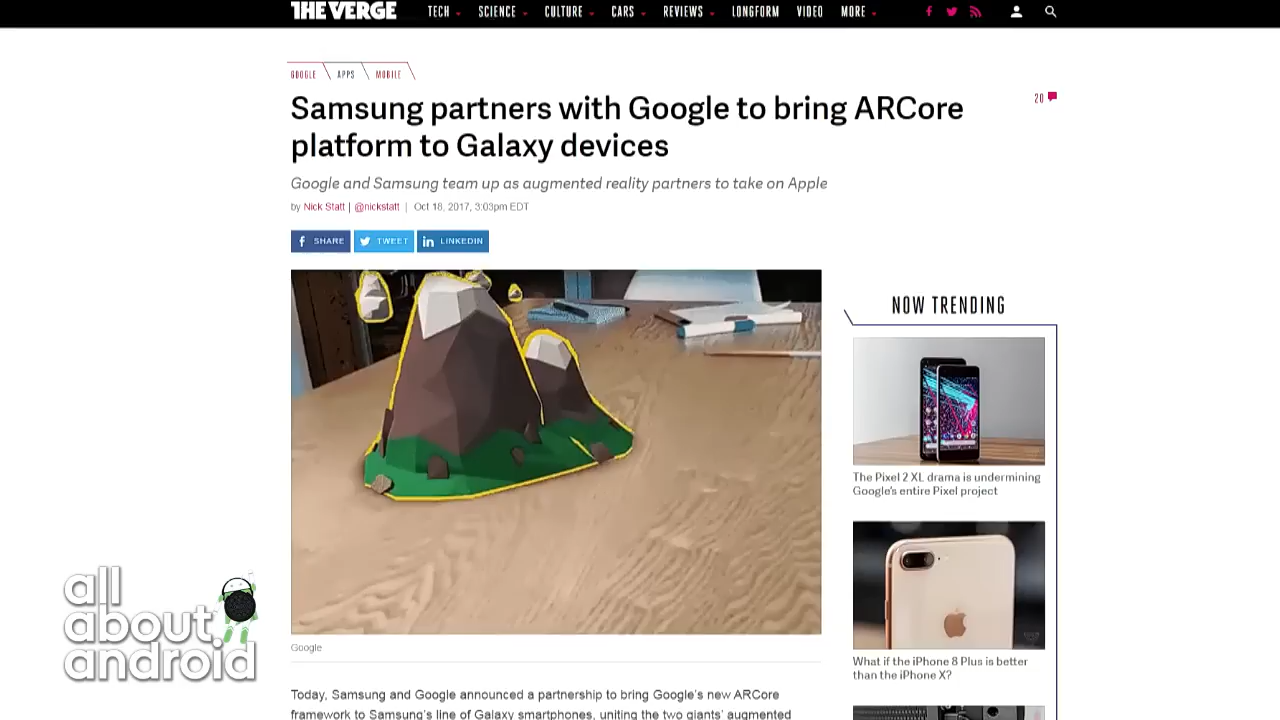 THE VERGE
TECH SCIENCE CULTURE CARS REVIEWS LONGFORM VIDEO MORE
GOOGLE APPS MOBILE
Samsung partners with Google to bring ARCore
platform to Galaxy devices
20
Google and Samsung team up as augmented reality partners to take on Apple
by Nick Statt | @nickstatt | Oct 18, 2017, 3:03pm EDT
SHARE TWEET LINKEDIN
NOW TRENDING
The Pixel 2 XL drama is undermining
Google's entire Pixel project
What if the iPhone 8 Plus is better
than the iPhone X?
Google
Today, Samsung and Google announced a partnership to bring Google's new ARCore
framework to Samsung's line of Galaxy smartphones, uniting the two giants' augmented
all
about
android